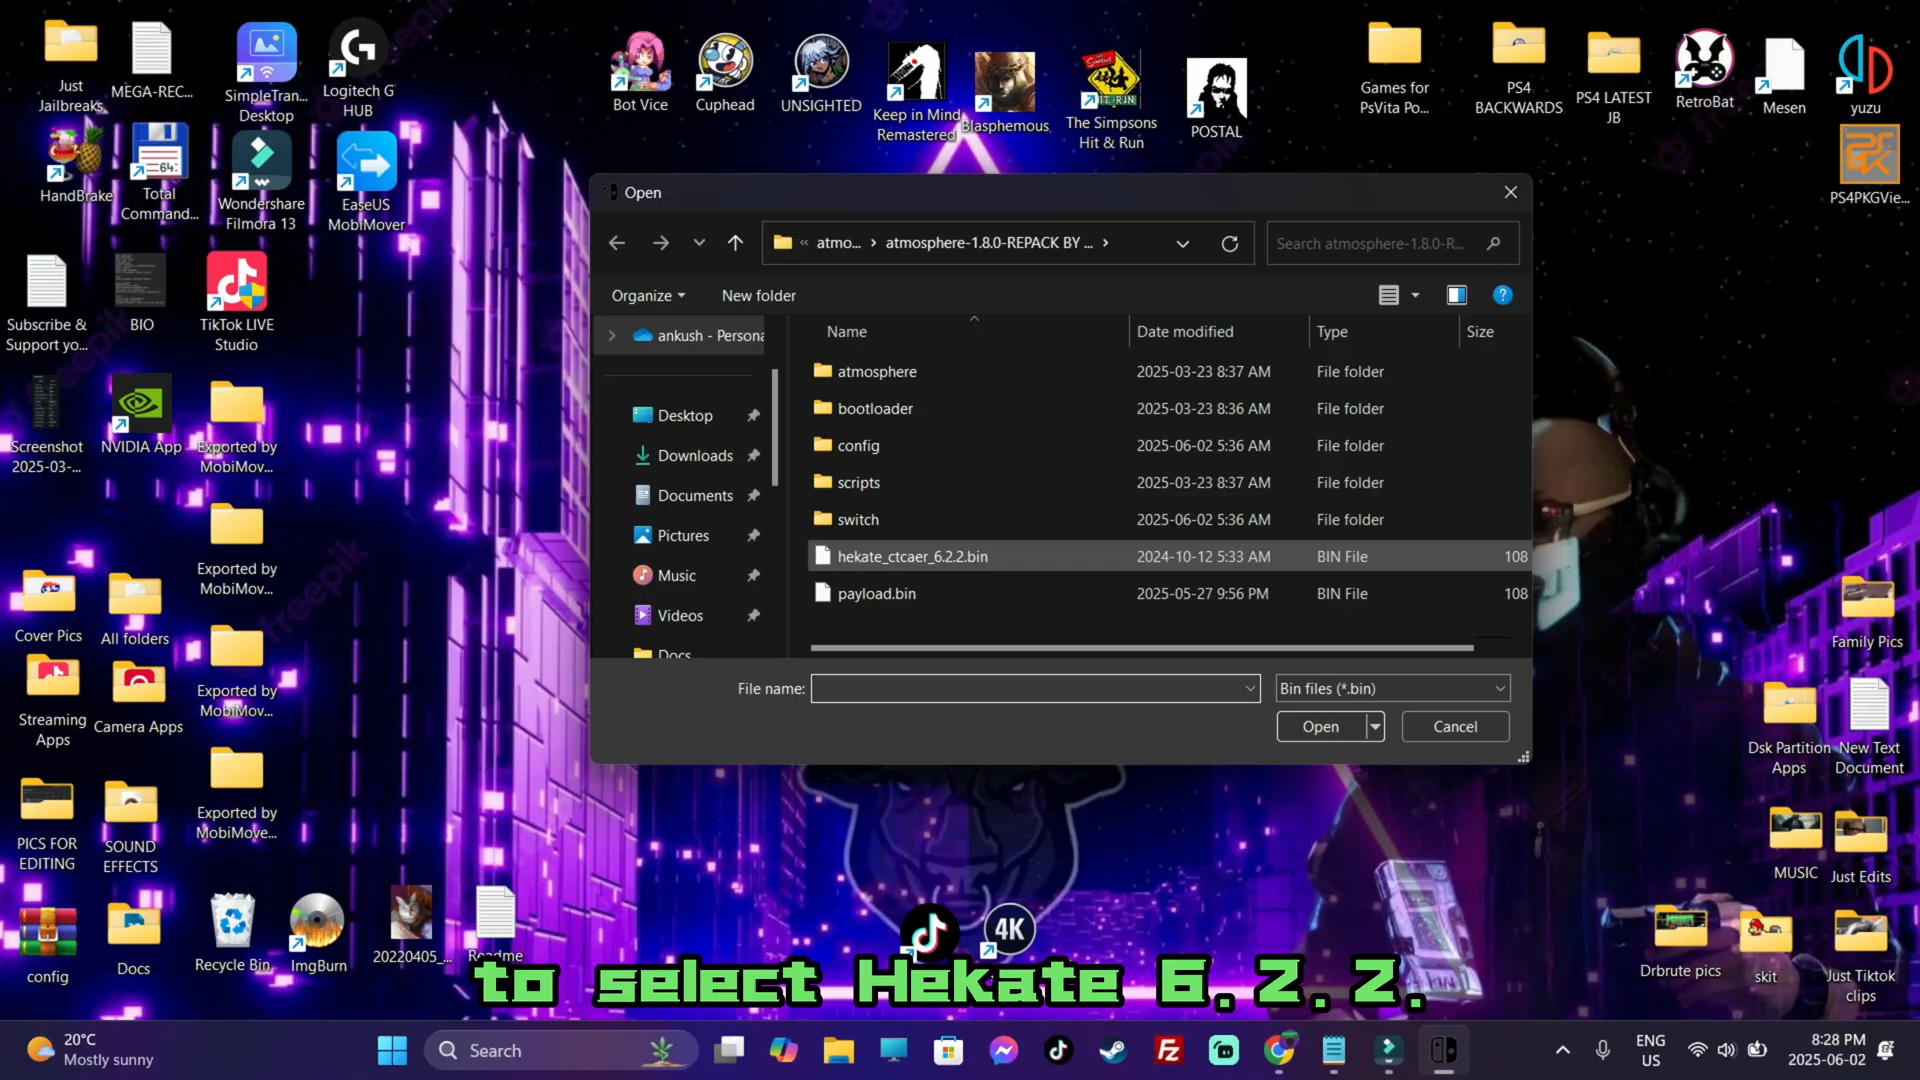 Just
Jailbreaks
MEGA-REC...
SimpleTran...
Desktop
Logitech G
HUB
Bot Vice
Cuphead
UNSIGHTED
Keep in Mind
Remastered
Blasphemous
The Simpsons
Hit & Run
POSTAL
Games for
PsVita Po...
PS4
BACKWARDS
PS4 LATEST
JB
RetroBat
Mesen
yuzu
HandBrake
64:
Total
Command...
Wondershare
Filmora 13
EaseUS
MobiMover
PS4PKGVie...
Subscribe &
Support yo...
BIO
TikTok LIVE
Studio
Screenshot
2025-03-...
NVIDIA App
Exported by
MobiMov...
Exported by
MobiMov...
Exported by
MobiMov...
Exported by
MobiMove...
Cover Pics
All folders
Streaming
Apps
Camera Apps
PICS FOR
EDITING
SOUND
EFFECTS
config
Docs
Recycle Bin
ImgBurn
20220405_...
Readme
Open
« atmo... › atmosphere-1.8.0-REPACK BY ... ›
Search atmosphere-1.8.0-R...
Organize
New folder
ankush - Persona
Desktop
Downloads
Documents
Pictures
Music
Videos
Docs
Name Date modified Type Size
atmosphere 2025-03-23 8:37 AM File folder
bootloader 2025-03-23 8:36 AM File folder
config 2025-06-02 5:36 AM File folder
scripts 2025-03-23 8:37 AM File folder
switch 2025-06-02 5:36 AM File folder
hekate_ctcaer_6.2.2.bin 2024-10-12 5:33 AM BIN File 108
payload.bin 2025-05-27 9:56 PM BIN File 108
File name:
Bin files (*.bin)
Open
Cancel
Family Pics
Dsk Partition
Apps
New Text
Document
MUSIC
Just Edits
Drbrute pics
skit
Just Tiktok
clips
4K
to select Hekate 6.2.2.
20°C
Mostly sunny
Search
ENG
US
8:28 PM
2025-06-02
freepik